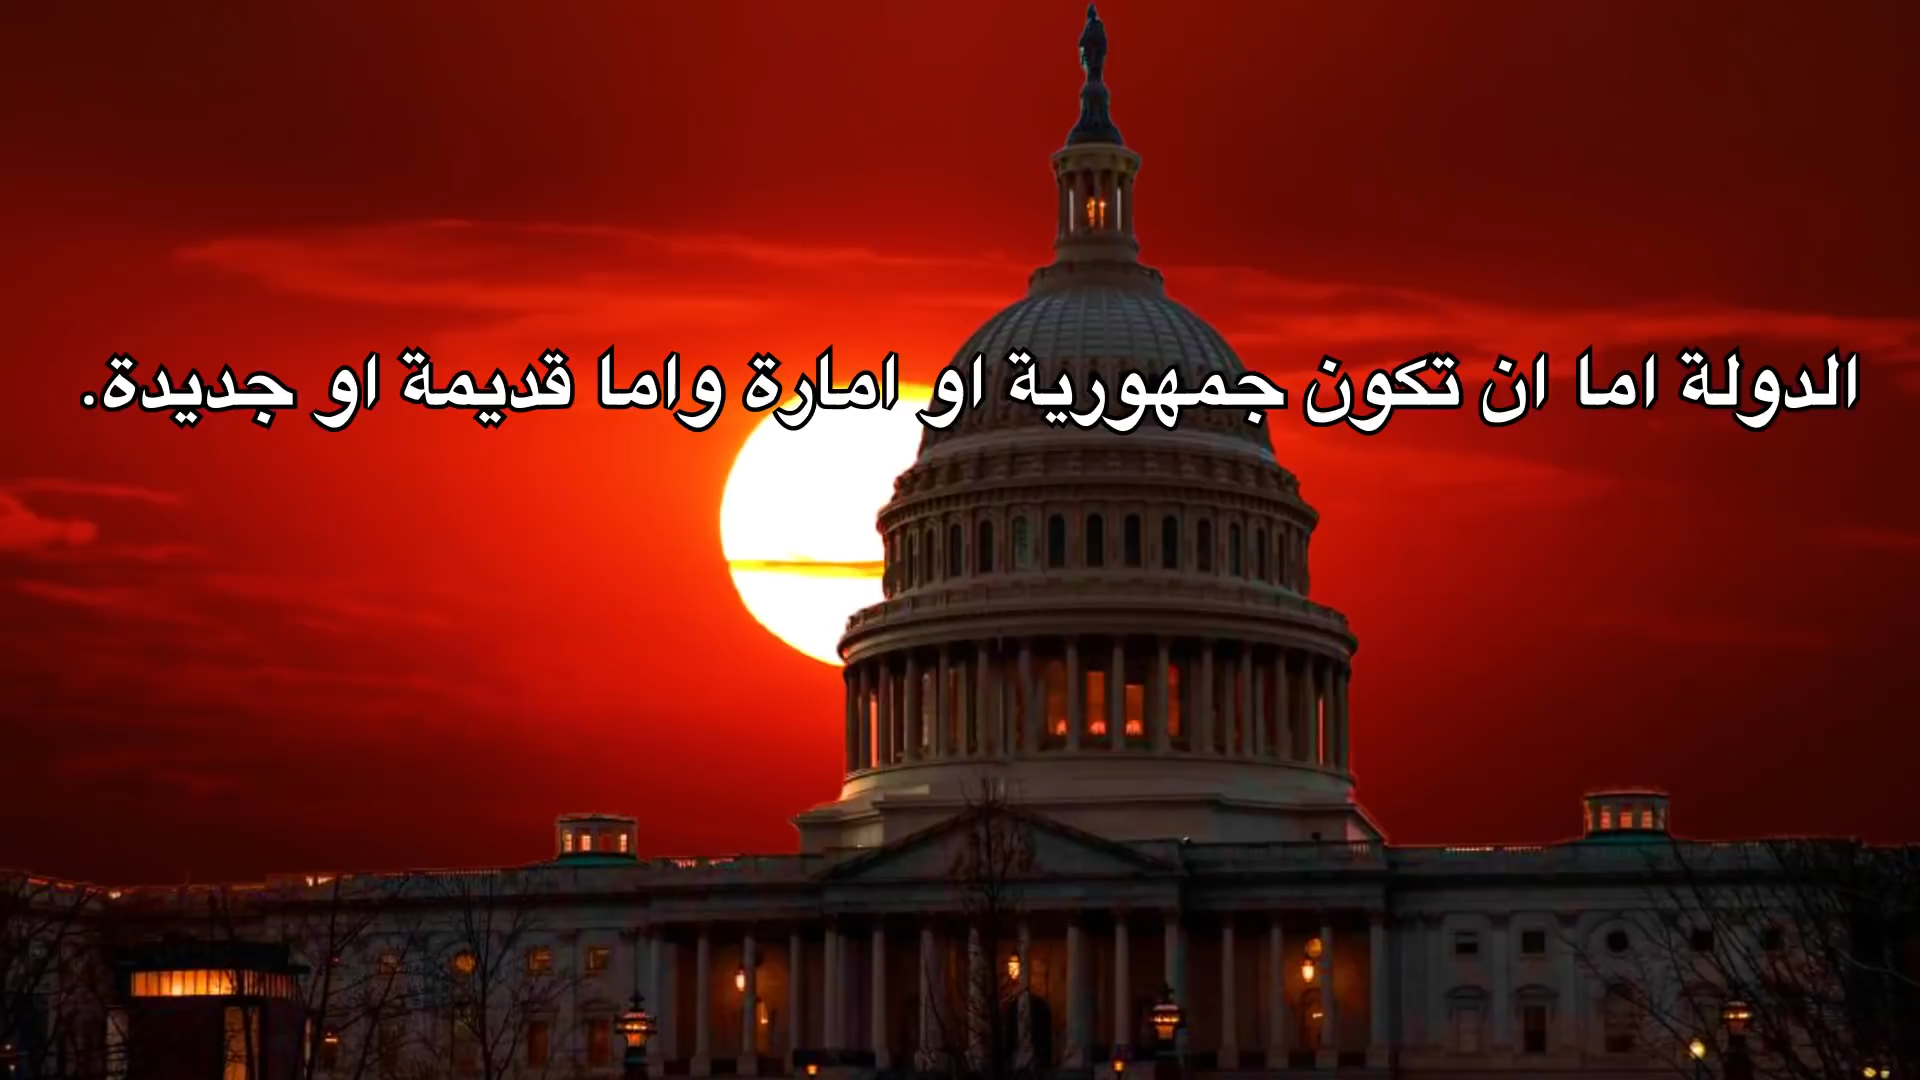 الدولة اما ان تكون جمهورية او امارة واما قديمة او جديدة.